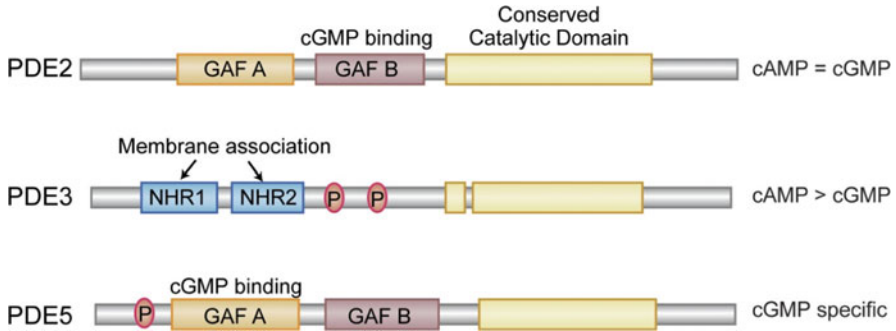 Conserved
Catalytic Domain
cGMP binding
PDE2 GAF A GAF B cAMP = cGMP
Membrane association
PDE3 NHR1 NHR2 P P cAMP > cGMP
cGMP binding
PDE5 P GAF A GAF B cGMP specific